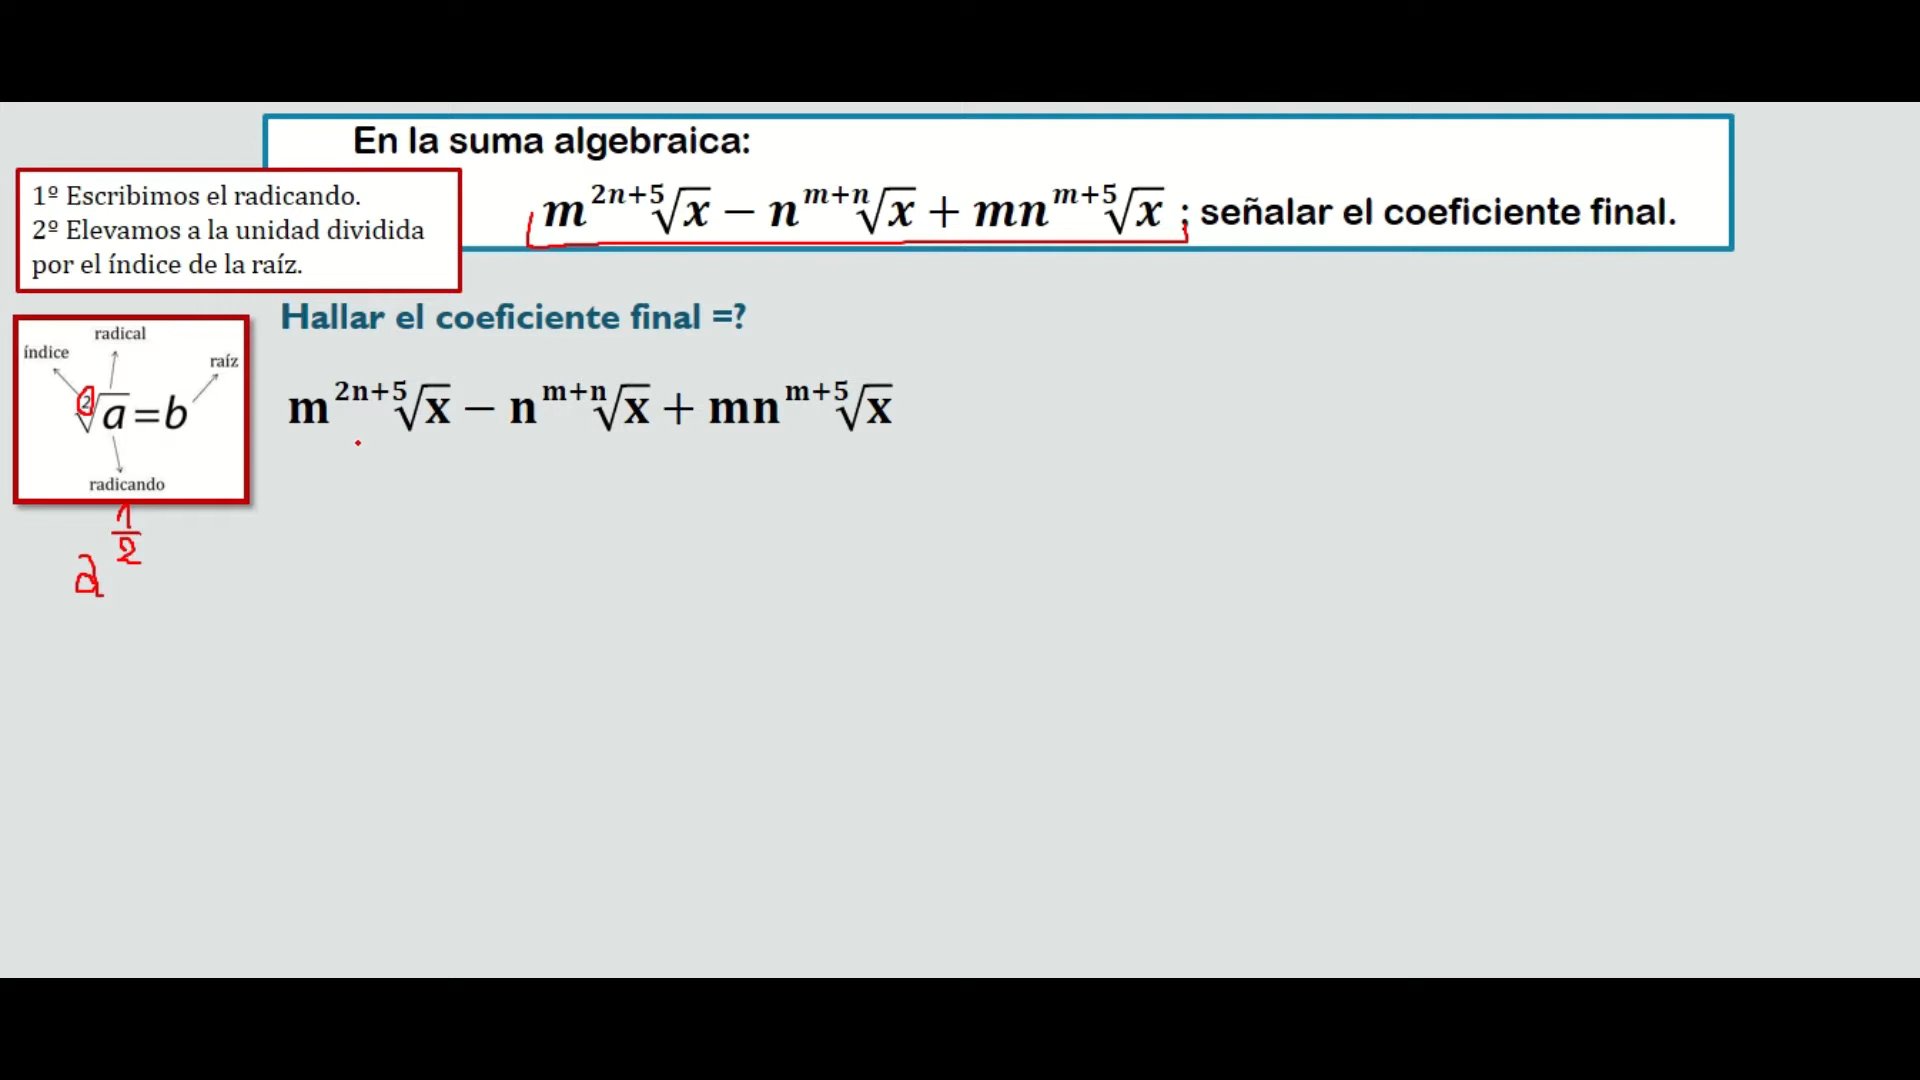 En la suma algebraica:
m ²ⁿ⁺⁵√x − n ᵐ⁺ⁿ√x + mn ᵐ⁺⁵√x ; señalar el coeficiente final.
1º Escribimos el radicando.
2º Elevamos a la unidad dividida
por el índice de la raíz.
Hallar el coeficiente final =?
m ²ⁿ⁺⁵√x − n ᵐ⁺ⁿ√x + mn ᵐ⁺⁵√x
radical
índice
raíz
²√a = b
radicando
a 1/2